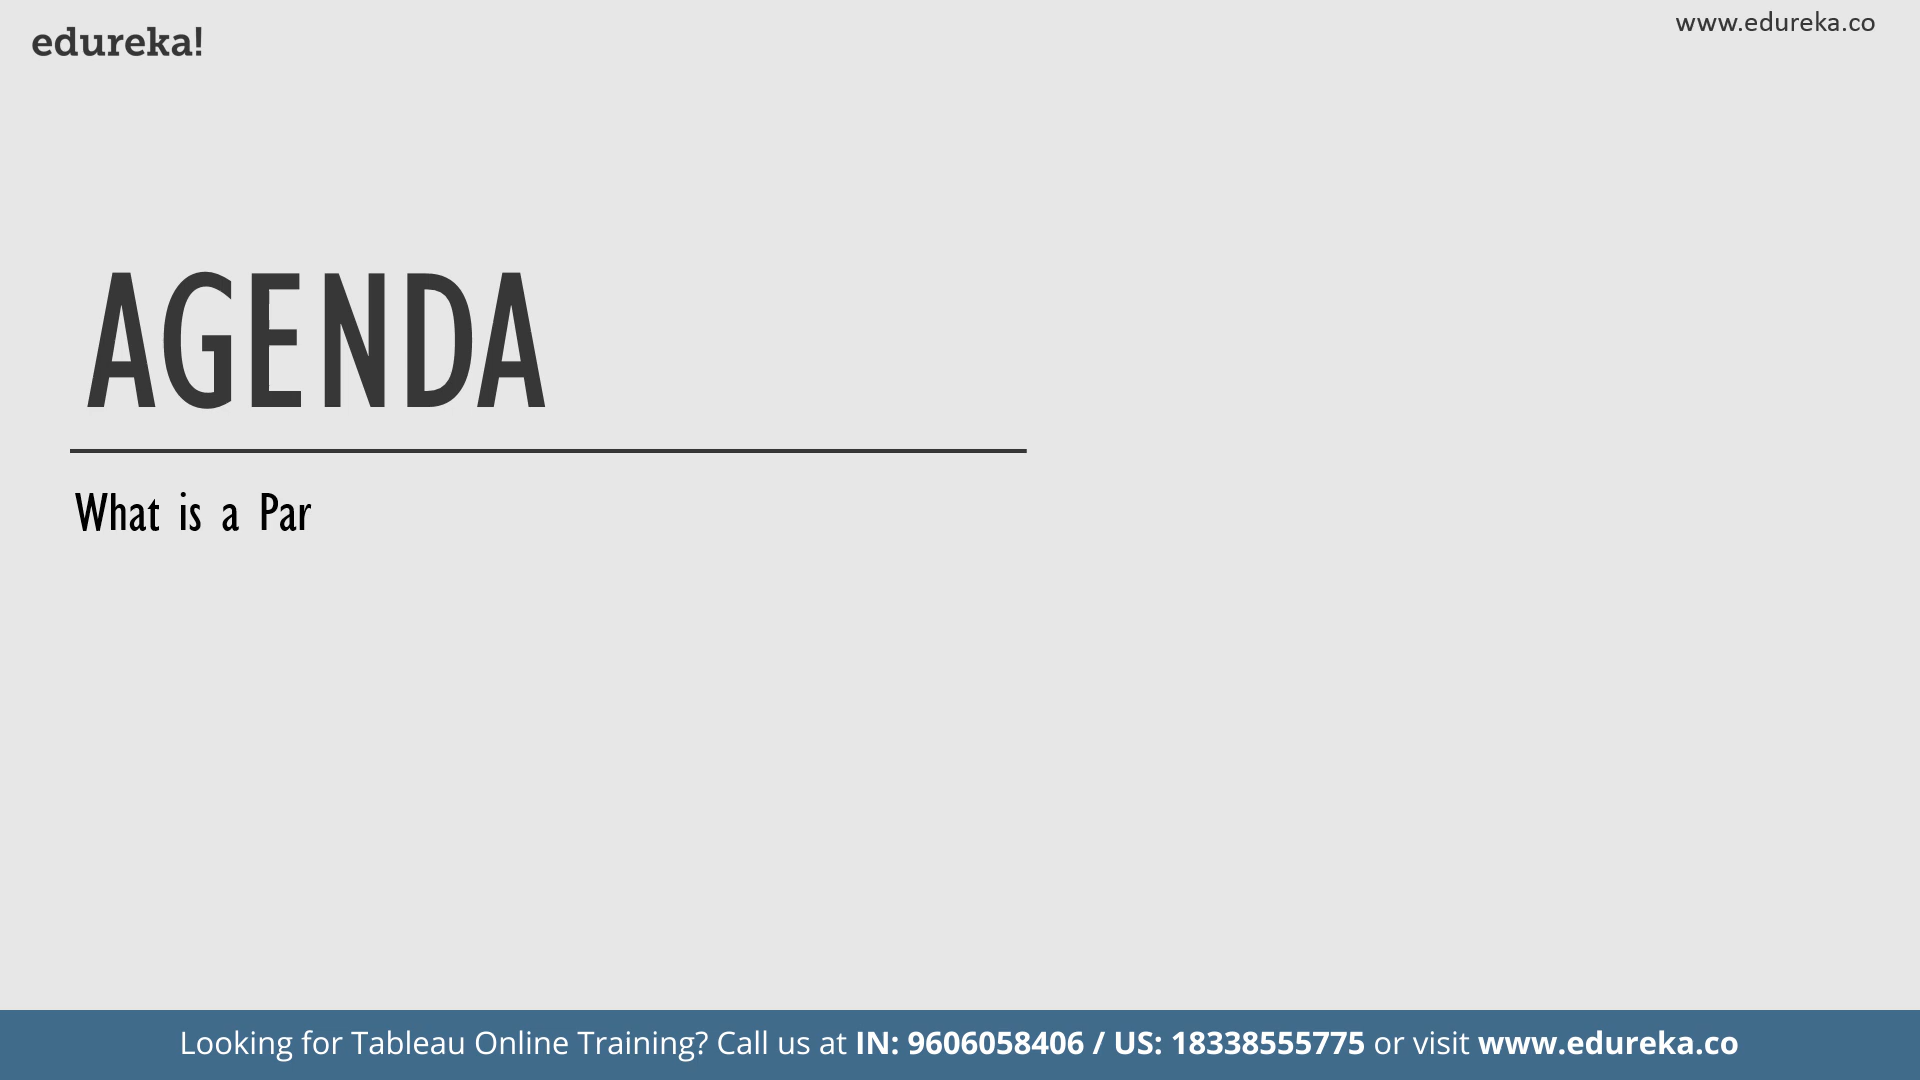 edureka!
www.edureka.co
AGENDA
What is a Par
Looking for Tableau Online Training? Call us at IN: 9606058406 / US: 18338555775 or visit www.edureka.co